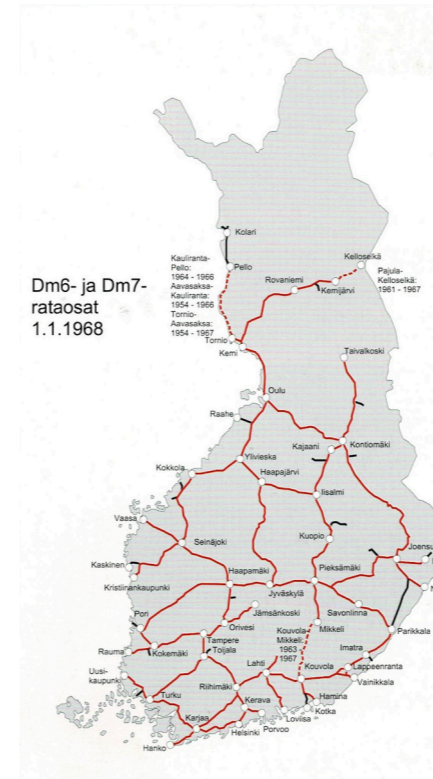 Kolari
Kauliranta-
Pello:
1964 - 1966
Aavasaksa-
Kauliranta:
1954 - 1966
Tornio-
Aavasaksa:
1954 - 1967
Pello
Kelloselkä
Pajula-
Kelloselkä:
1961 - 1967
Rovaniemi
Kemijärvi
Dm6- ja Dm7-
rataosat
1.1.1968
Tornio
Kemi
Taivalkoski
Oulu
Raahe
Kajaani
Kontiomäki
Ylivieska
Haapajärvi
Kokkola
Iisalmi
Vaasa
Seinäjoki
Kuopio
Joensu
Kaskinen
Haapamäki
Pieksämäki
Kristiinankaupunki
Jyväskylä
Pori
Jämsänkoski
Savonlinna
Orivesi
Kouvola-
Mikkeli:
1963
1967
Mikkeli
Parikkala
Tampere
Rauma
Kokemäki
Toijala
Imatra
Lahti
Kouvola
Lappeenranta
Uusi-
kaupunki
Vainikkala
Turku
Riihimäki
Hamina
Kerava
Kotka
Karjaa
Loviisa
Porvoo
Helsinki
Hanko